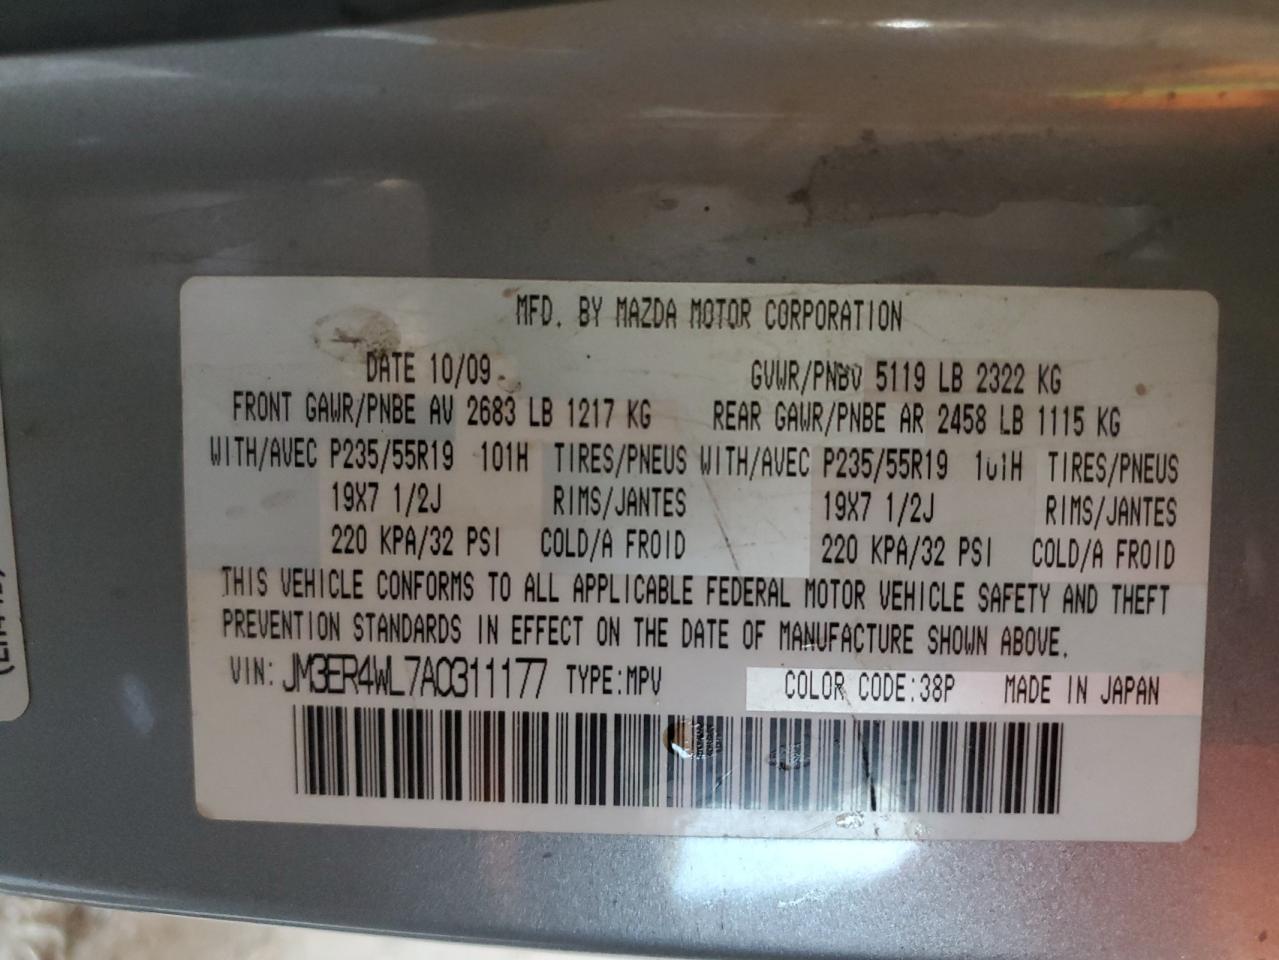 MFD. BY MAZDA MOTOR CORPORATION
DATE 10/09 GVWR/PNBV 5119 LB 2322 KG
FRONT GAWR/PNBE AV 2683 LB 1217 KG REAR GAWR/PNBE AR 2458 LB 1115 KG
WITH/AVEC P235/55R19 101H TIRES/PNEUS WITH/AVEC P235/55R19 101H TIRES/PNEUS
19X7 1/2J RIMS/JANTES 19X7 1/2J RIMS/JANTES
220 KPA/32 PSI COLD/A FROID 220 KPA/32 PSI COLD/A FROID
THIS VEHICLE CONFORMS TO ALL APPLICABLE FEDERAL MOTOR VEHICLE SAFETY AND THEFT
PREVENTION STANDARDS IN EFFECT ON THE DATE OF MANUFACTURE SHOWN ABOVE.
VIN: JM3ER4WL7A0311177 TYPE:MPV COLOR CODE:38P MADE IN JAPAN